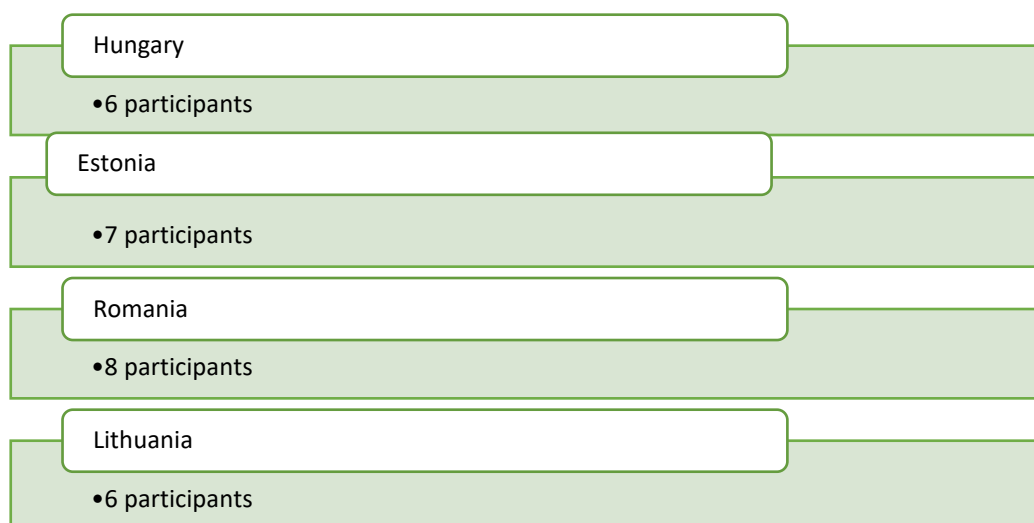 Hungary
•6 participants
Estonia
•7 participants
Romania
•8 participants
Lithuania
•6 participants